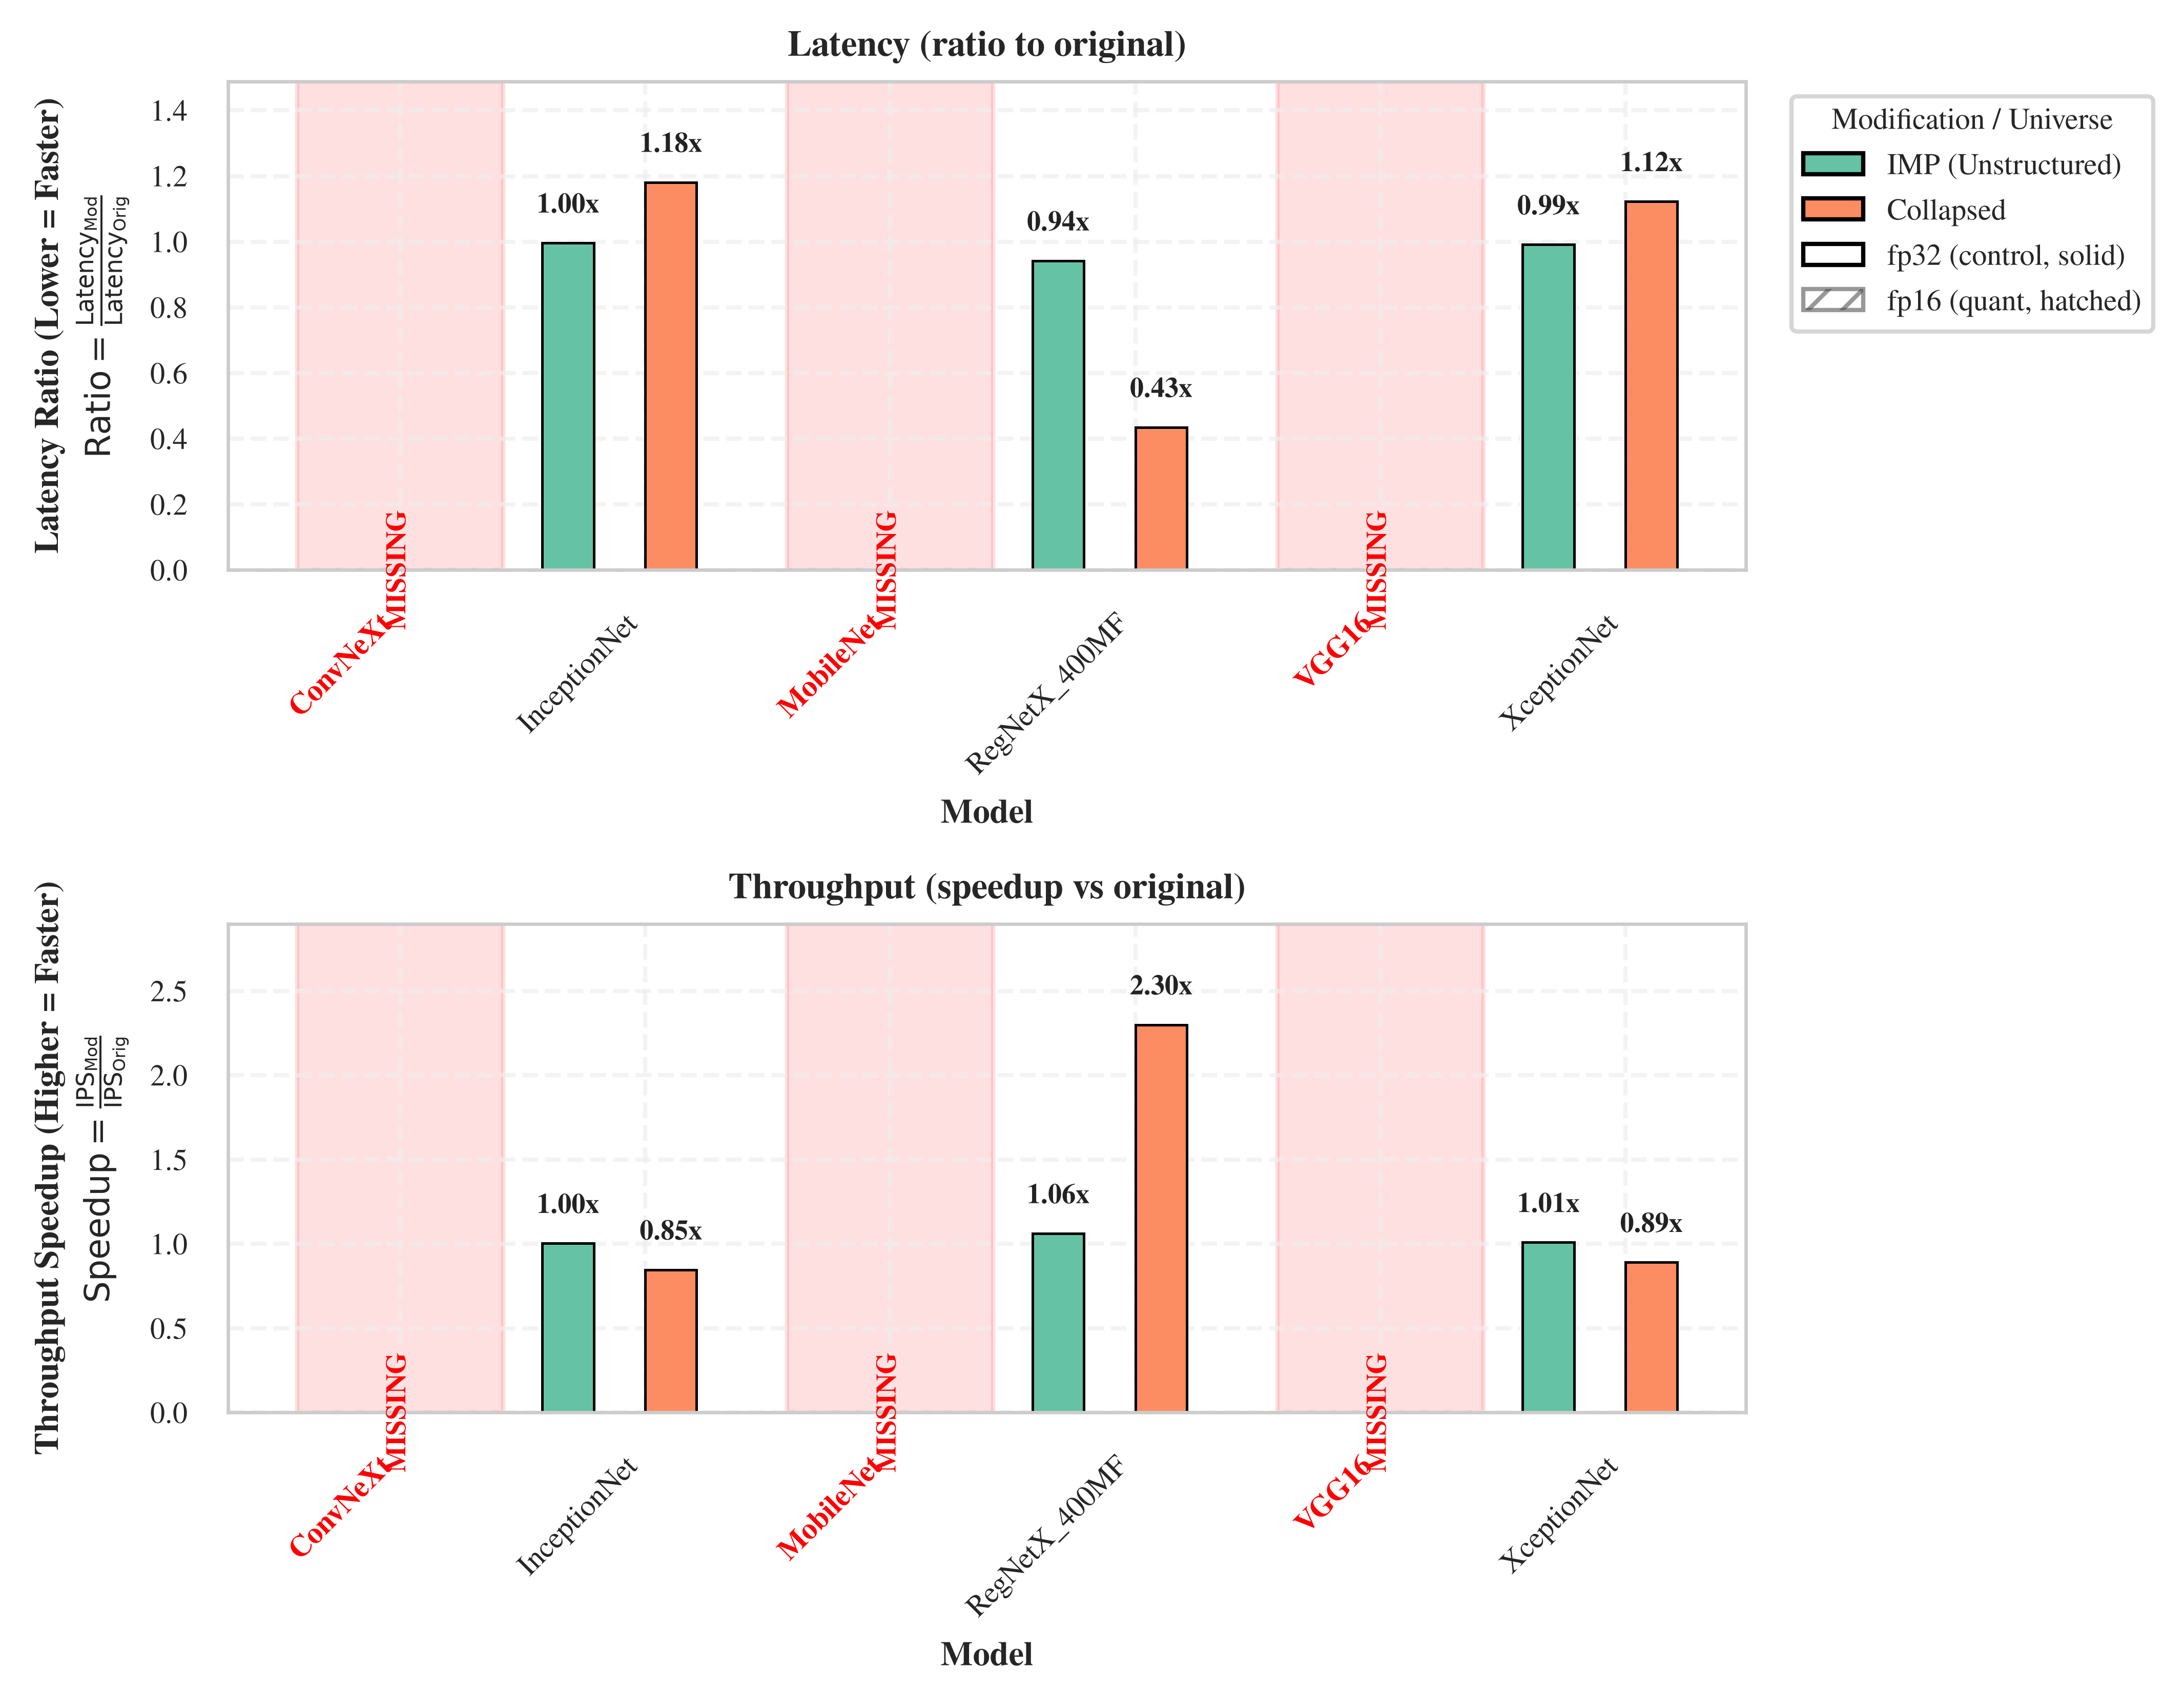 Latency (ratio to original)
Latency Ratio (Lower = Faster)
Ratio = Latency_Mod / Latency_Orig
1.4
1.2
1.0
0.8
0.6
0.4
0.2
0.0
1.00x
1.18x
0.94x
0.43x
0.99x
1.12x
MISSING
MISSING
MISSING
ConvNeXt
InceptionNet
MobileNet
RegNetX_400MF
VGG16
XceptionNet
Model
Modification / Universe
IMP (Unstructured)
Collapsed
fp32 (control, solid)
fp16 (quant, hatched)
Throughput (speedup vs original)
Throughput Speedup (Higher = Faster)
Speedup = IPS_Mod / IPS_Orig
2.5
2.0
1.5
1.0
0.5
0.0
1.00x
0.85x
1.06x
2.30x
1.01x
0.89x
MISSING
MISSING
MISSING
ConvNeXt
InceptionNet
MobileNet
RegNetX_400MF
VGG16
XceptionNet
Model